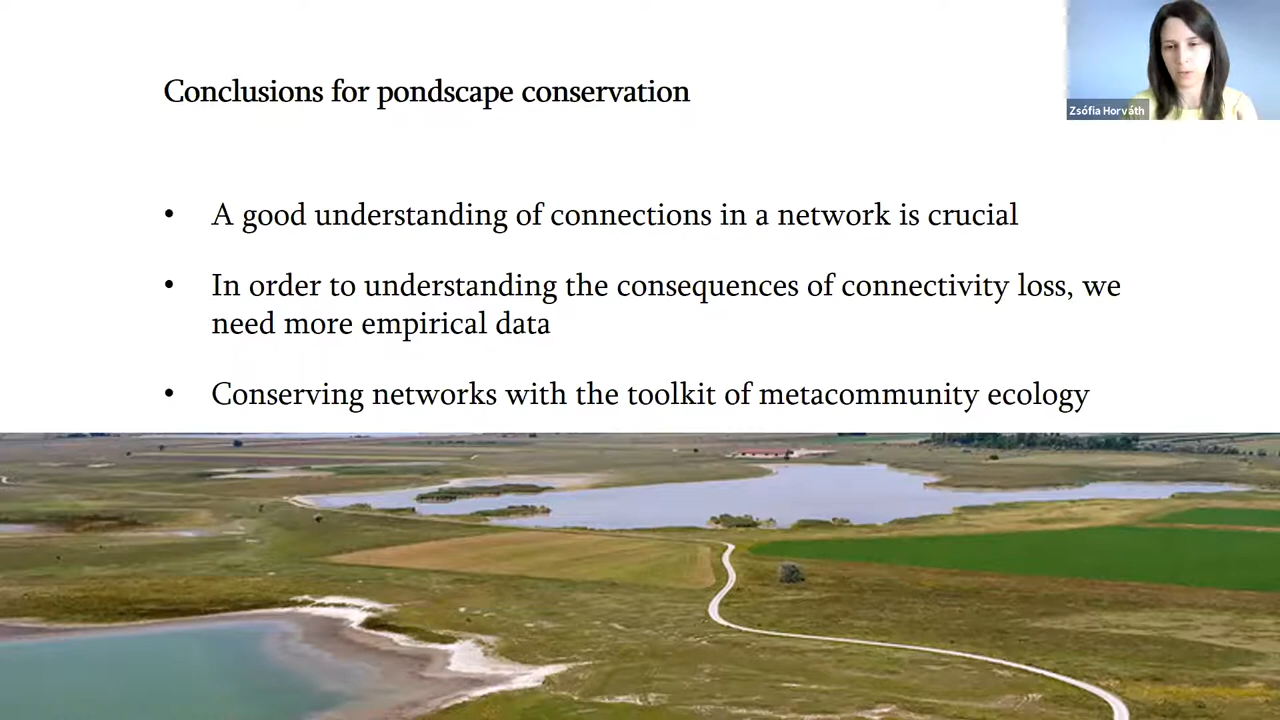 Conclusions for pondscape conservation
Zsófia Horváth
• A good understanding of connections in a network is crucial
• In order to understanding the consequences of connectivity loss, we
need more empirical data
• Conserving networks with the toolkit of metacommunity ecology